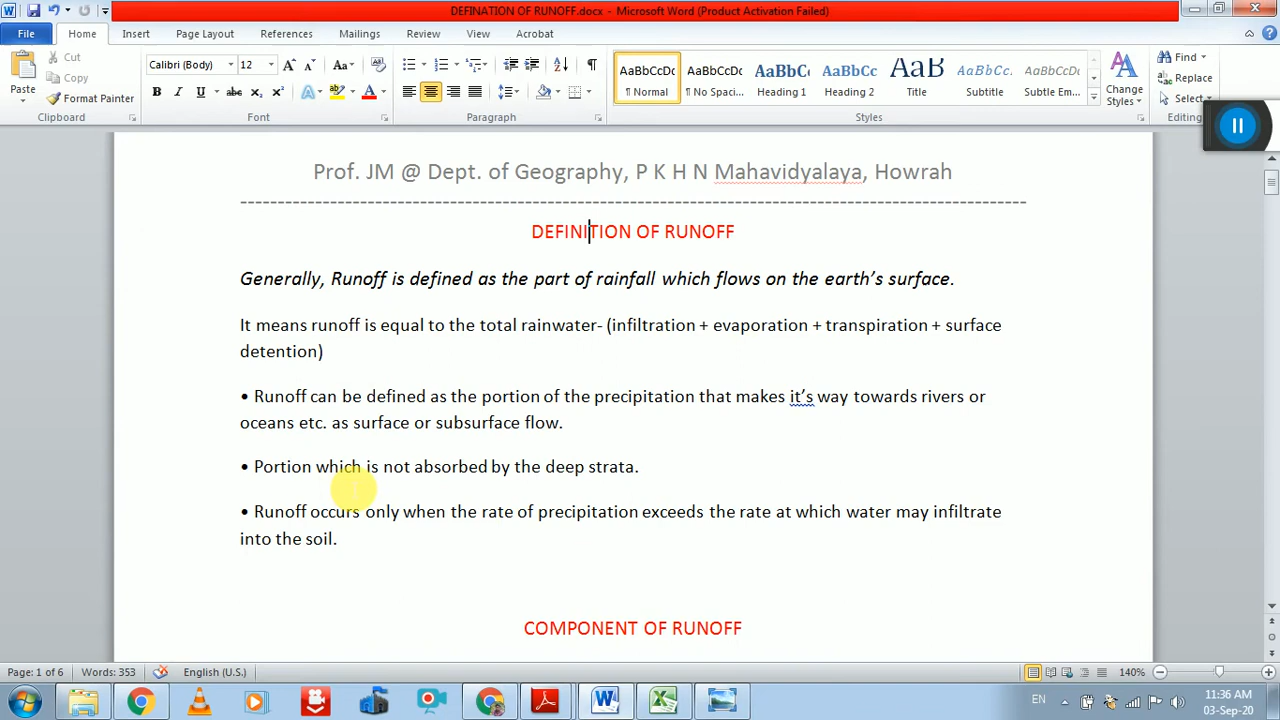 DEFINATION OF RUNOFF.docx - Microsoft Word (Product Activation Failed)
File Home Insert Page Layout References Mailings Review View Acrobat
Cut
Copy
Paste
Format Painter
Clipboard
Calibri (Body) 12
Font
Paragraph
AaBbCcDc AaBbCcDc AaBbCc AaBbCc AaB AaBbCcDc AaBbCcDc
¶ Normal ¶ No Spaci... Heading 1 Heading 2 Title Subtitle Subtle Em...
Change Styles
Styles
Find
Replace
Select
Editing
Prof. JM @ Dept. of Geography, P K H N Mahavidyalaya, Howrah
DEFINITION OF RUNOFF
Generally, Runoff is defined as the part of rainfall which flows on the earth’s surface.
It means runoff is equal to the total rainwater- (infiltration + evaporation + transpiration + surface
detention)
• Runoff can be defined as the portion of the precipitation that makes it’s way towards rivers or
oceans etc. as surface or subsurface flow.
• Portion which is not absorbed by the deep strata.
• Runoff occurs only when the rate of precipitation exceeds the rate at which water may infiltrate
into the soil.
COMPONENT OF RUNOFF
Page: 1 of 6 Words: 353 English (U.S.) 140%
EN 11:36 AM
03-Sep-20